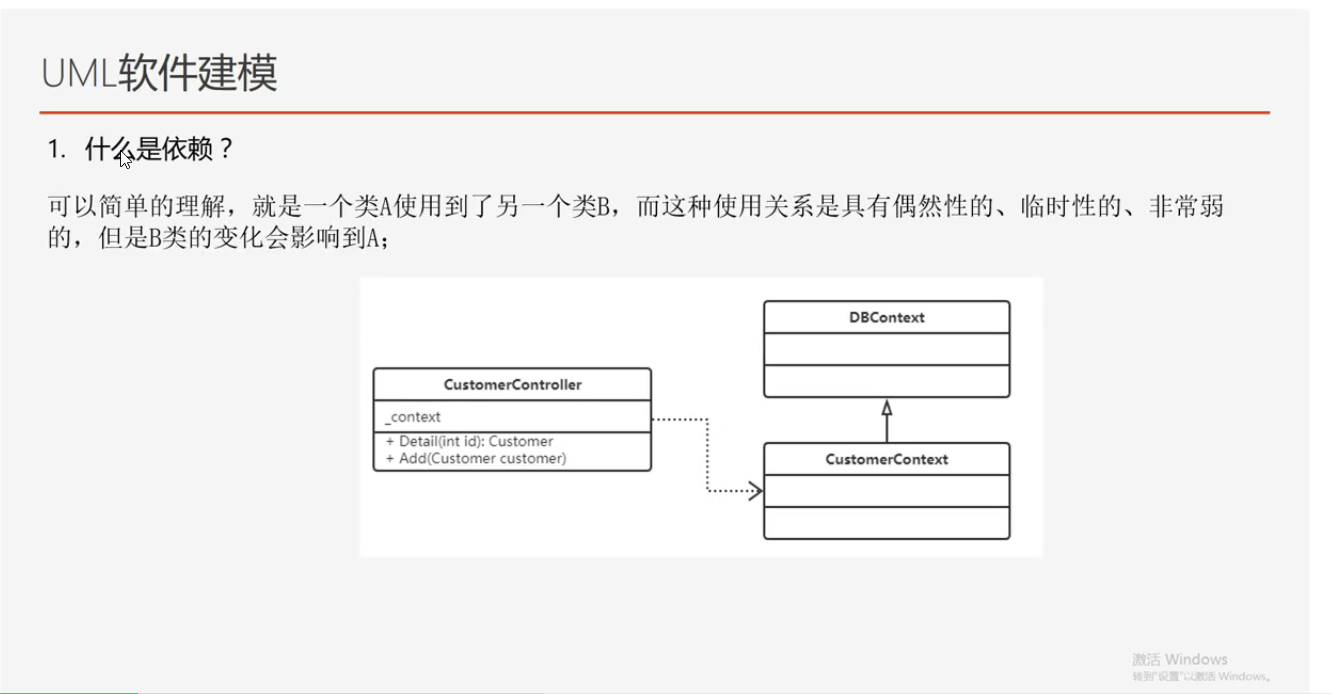 UML软件建模
1. 什么是依赖？
可以简单的理解，就是一个类A使用到了另一个类B，而这种使用关系是具有偶然性的、临时性的、非常弱
的，但是B类的变化会影响到A；
DBContext
CustomerController
_context
+ Detail(int id): Customer
+ Add(Customer customer)
CustomerContext
激活 Windows
转到"设置"以激活 Windows。